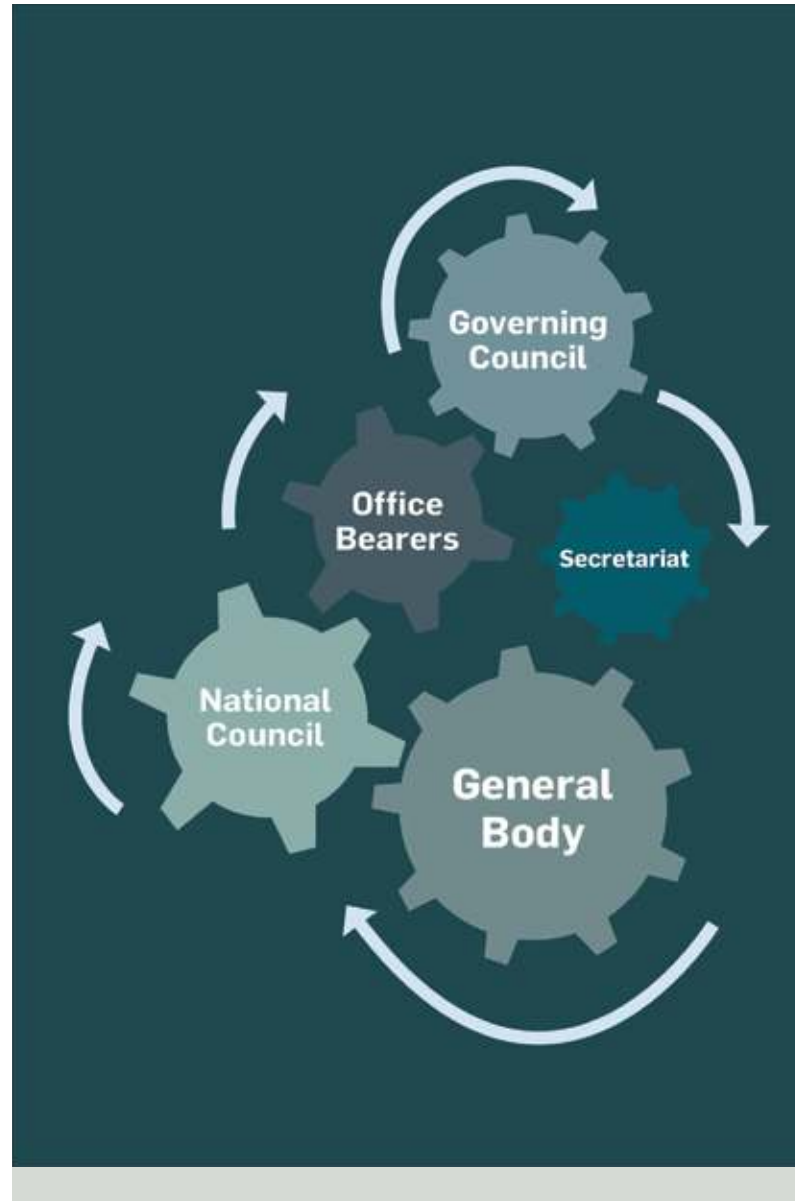 Governing
Council
Office
Bearers
Secretariat
National
Council
General
Body